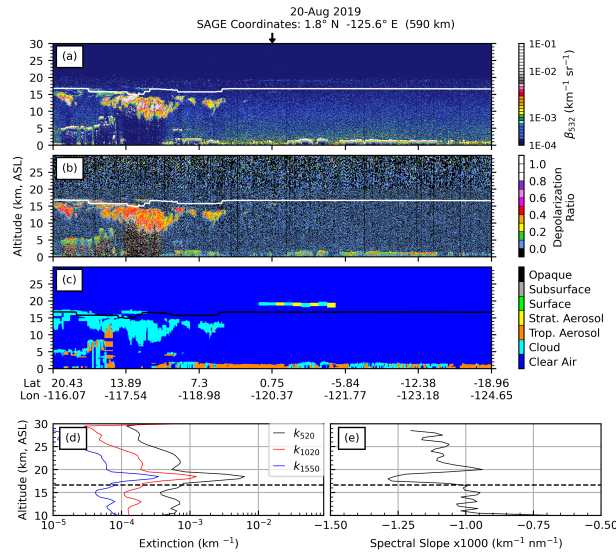 20-Aug 2019
SAGE Coordinates: 1.8° N -125.6° E (590 km)
(a)
30
25
20
15
10
5
0
1E-01
1E-02
1E-03
1E-04
β532 (km⁻¹ sr⁻¹)
(b)
Altitude (km, ASL)
30
25
20
15
10
5
0
1.0
0.8
0.6
0.4
0.2
0.0
Depolarization
Ratio
(c)
30
25
20
15
10
5
0
Opaque
Subsurface
Surface
Strat. Aerosol
Trop. Aerosol
Cloud
Clear Air
Lat 20.43 13.89 7.3 0.75 -5.84 -12.38 -18.96
Lon -116.07 -117.54 -118.98 -120.37 -121.77 -123.18 -124.65
(d)
Altitude (km, ASL)
30
25
20
15
10
k520
k1020
k1550
10⁻⁵ 10⁻⁴ 10⁻³ 10⁻²
Extinction (km⁻¹)
(e)
-1.50 -1.25 -1.00 -0.75 -0.50
Spectral Slope x1000 (km⁻¹ nm⁻¹)